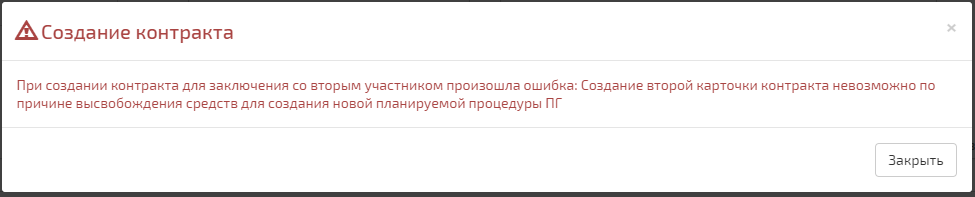 Создание контракта
×
При создании контракта для заключения со вторым участником произошла ошибка: Создание второй карточки контракта невозможно по
причине высвобождения средств для создания новой планируемой процедуры ПГ
Закрыть